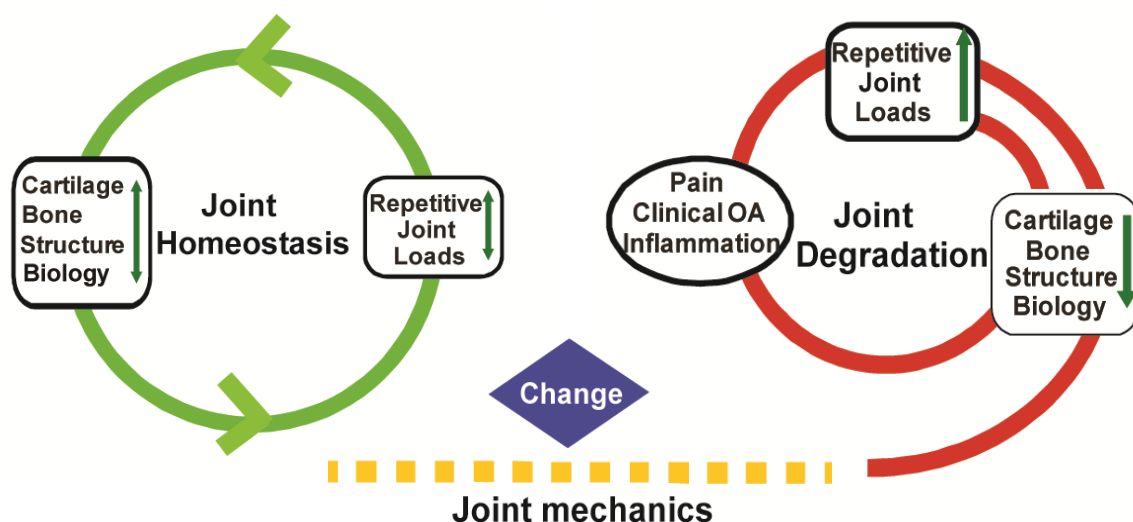 Cartilage
Bone
Structure
Biology
Joint
Homeostasis
Repetitive
Joint
Loads
Repetitive
Joint
Loads
Pain
Clinical OA
Inflammation
Joint
Degradation
Cartilage
Bone
Structure
Biology
Change
Joint mechanics